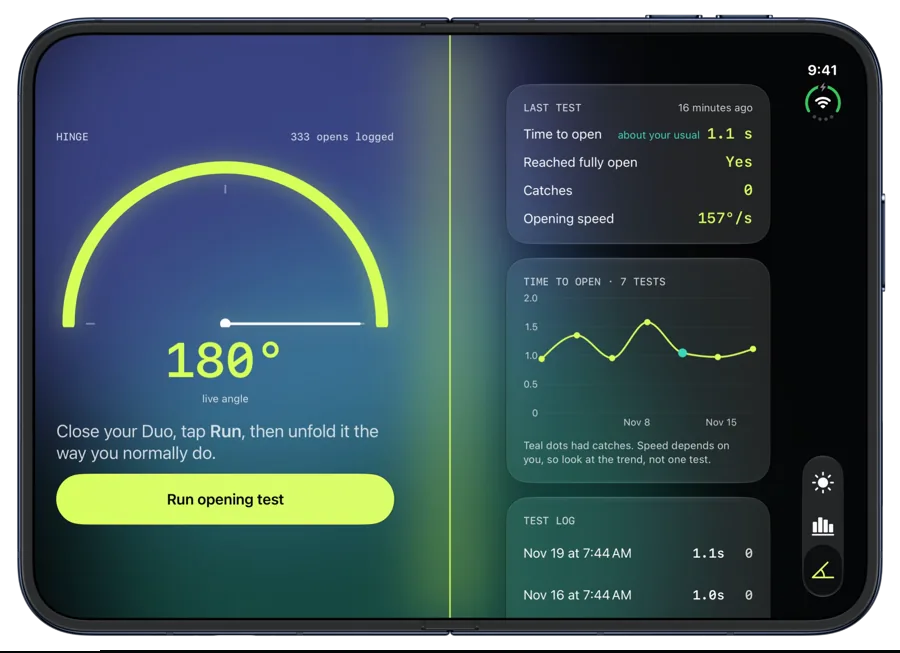 9:41
HINGE
333 opens logged
180°
live angle
Close your Duo, tap Run, then unfold it the
way you normally do.
Run opening test
LAST TEST 16 minutes ago
Time to open about your usual 1.1 s
Reached fully open Yes
Catches 0
Opening speed 157°/s
TIME TO OPEN · 7 TESTS
2.0
1.5
1.0
0.5
0
Nov 8 Nov 15
Teal dots had catches. Speed depends on
you, so look at the trend, not one test.
TEST LOG
Nov 19 at 7:44 AM 1.1s 0
Nov 16 at 7:44 AM 1.0s 0